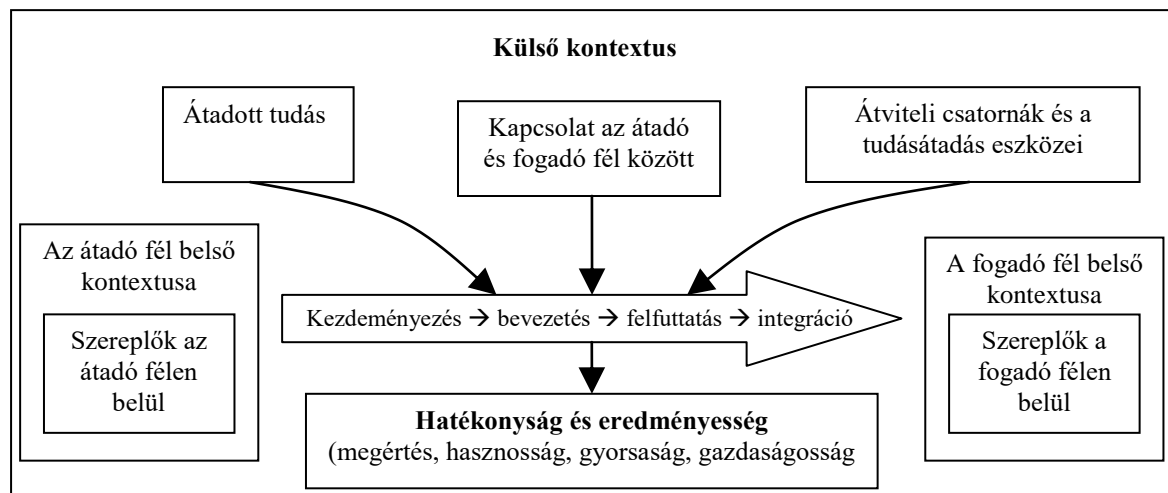 Külső kontextus
Átadott tudás
Kapcsolat az átadó
és fogadó fél között
Átviteli csatornák és a
tudásátadás eszközei
Az átadó fél belső
kontextusa
Szereplők az
átadó félen
belül
Kezdeményezés → bevezetés → felfuttatás → integráció
A fogadó fél belső
kontextusa
Szereplők a
fogadó félen
belül
Hatékonyság és eredményesség
(megértés, hasznosság, gyorsaság, gazdaságosság